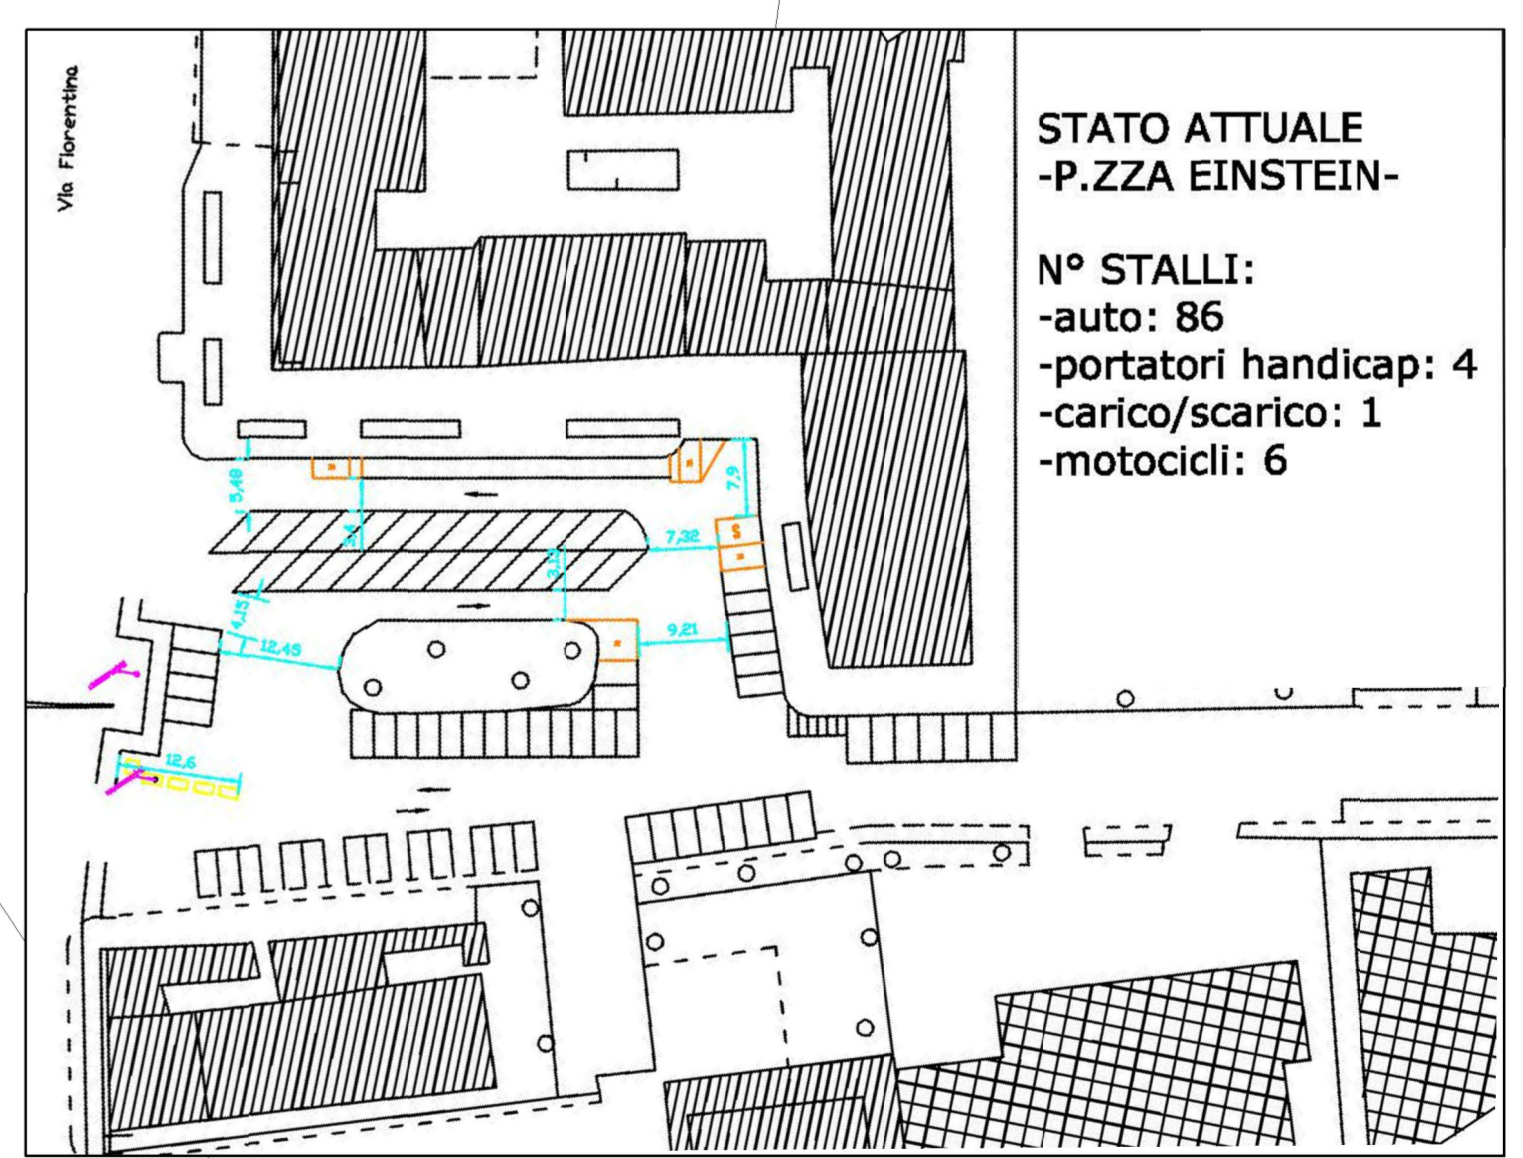 Via Fiorentina
STATO ATTUALE
-P.ZZA EINSTEIN-
N° STALLI:
-auto: 86
-portatori handicap: 4
-carico/scarico: 1
-motocicli: 6
5,48
3,4
7,9
S
7,32
3,13
4,15
12,45
9,21
12,6